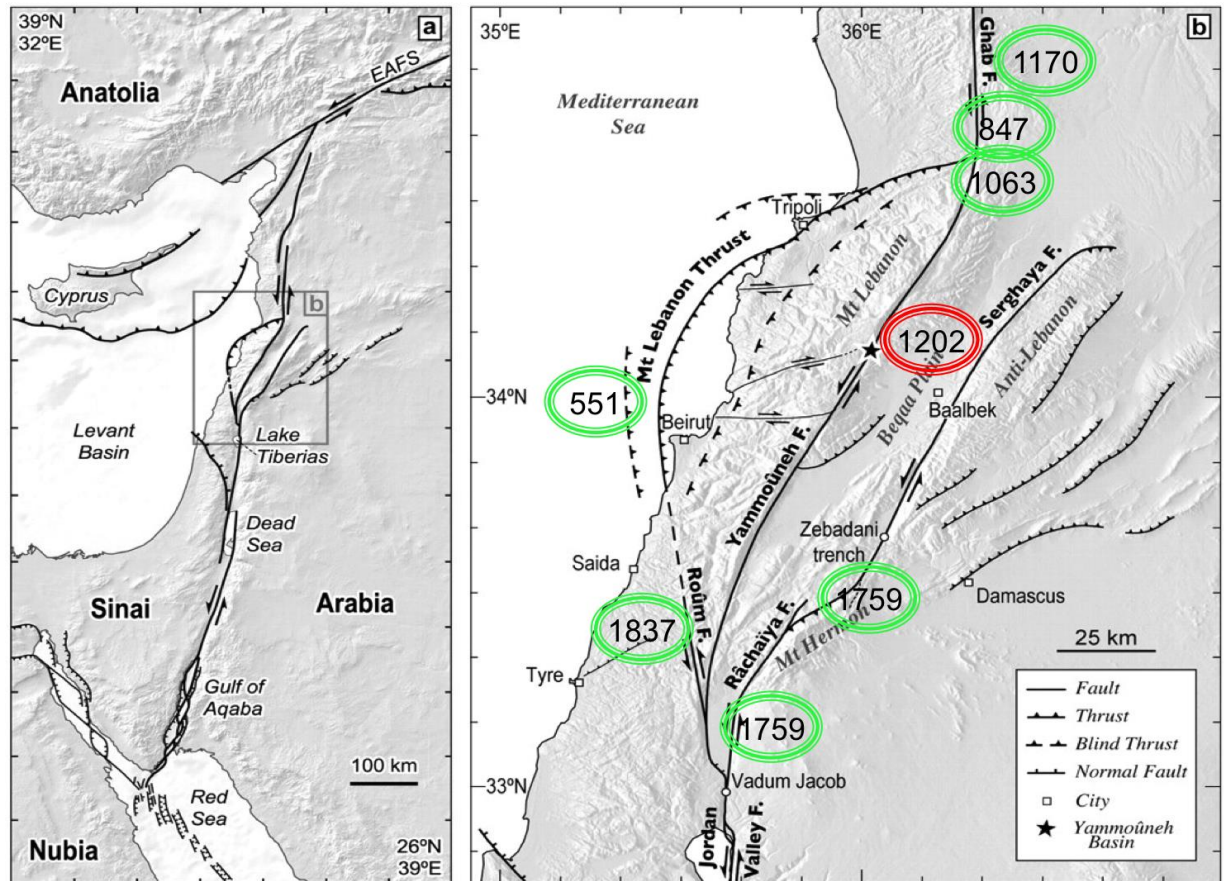 39ºN
32ºE
a
EAFS
Anatolia
Cyprus
b
Levant
Basin
Lake
Tiberias
Dead
Sea
Sinai
Arabia
Gulf of
Aqaba
100 km
Red
Sea
Nubia
26ºN
39ºE
35ºE
36ºE
b
Ghab F.
1170
Mediterranean
Sea
847
1063
Tripoli
Mt Lebanon Thrust
Mt Lebanon
Serghaya F.
1202
Anti-Lebanon
551
34ºN
Beqaa Plain
Baalbek
Beirut
Yammoûneh F.
Zebadani
trench
Saida
Roûm F.
1759
Damascus
1837
Râchaïya F.
Mt Hermon
25 km
Tyre
1759
33ºN
Vadum Jacob
Jordan
Valley F.
Fault
Thrust
Blind Thrust
Normal Fault
City
Yammoûneh
Basin